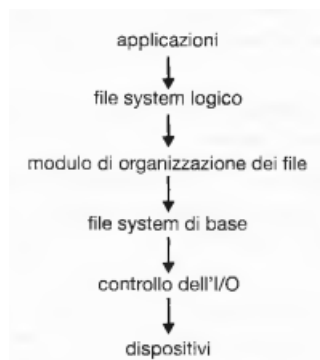 applicazioni
file system logico
modulo di organizzazione dei file
file system di base
controllo dell'I/O
dispositivi